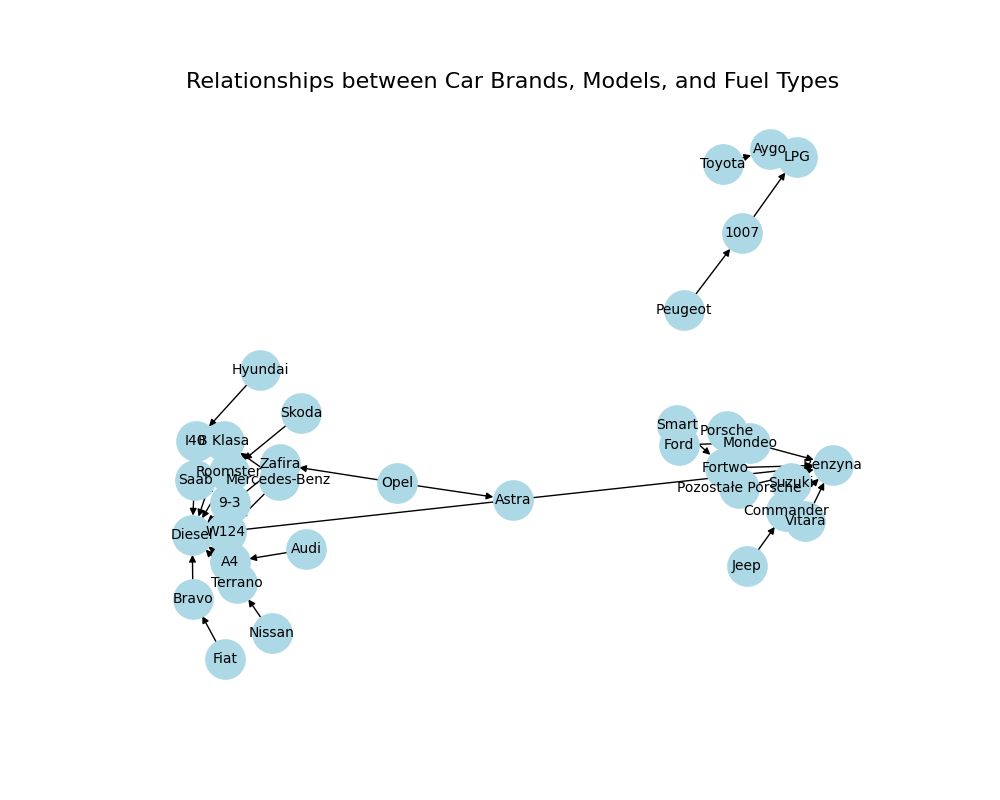 Relationships between Car Brands, Models, and Fuel Types
Aygo
LPG
Toyota
1007
Peugeot
Hyundai
Skoda
Smart
Porsche
I40
B Klasa
Ford
Mondeo
Zafira
Benzyna
Fortwo
Roomster
Saab
Mercedes-Benz
Opel
Suzuki
Pozostałe Porsche
Astra
9-3
Commander
Vitara
Diesel
W124
Audi
A4
Jeep
Terrano
Bravo
Nissan
Fiat